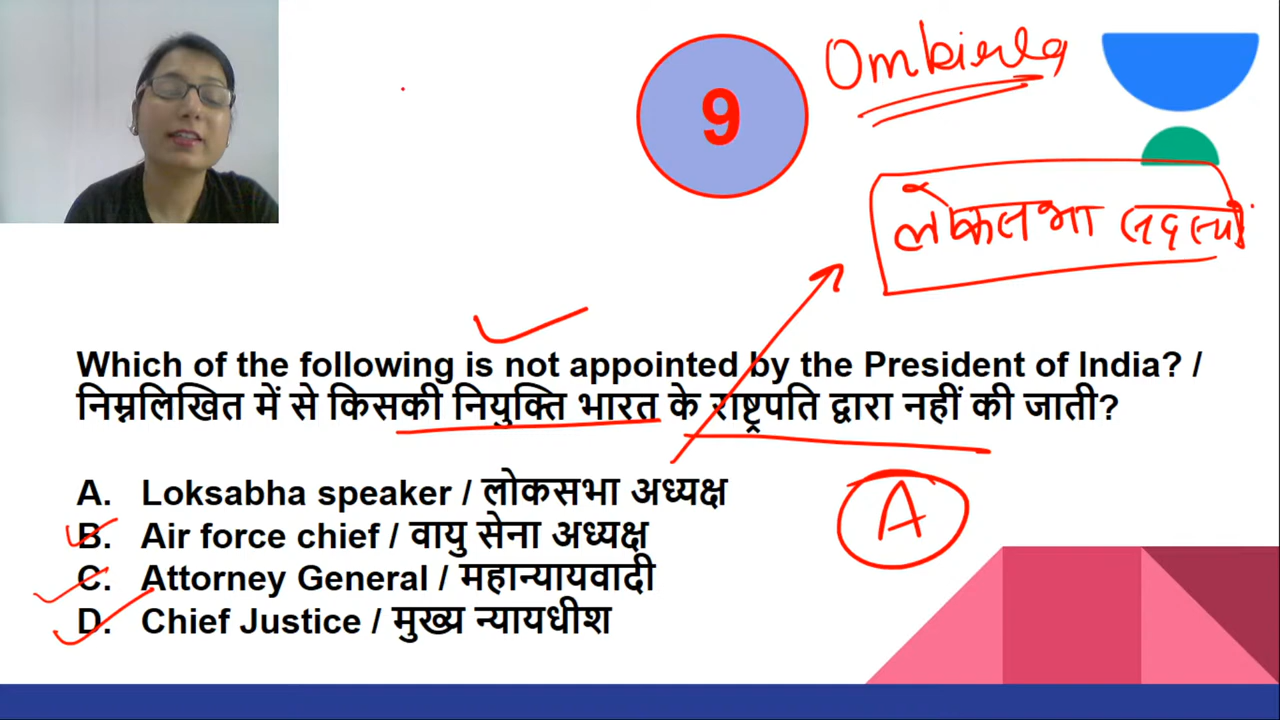 9
Ombirla
लोकसभा सदस्यों
Which of the following is not appointed by the President of India? /
निम्नलिखित में से किसकी नियुक्ति भारत के राष्ट्रपति द्वारा नहीं की जाती?
A. Loksabha speaker / लोकसभा अध्यक्ष
B. Air force chief / वायु सेना अध्यक्ष
A
C. Attorney General / महान्यायवादी
D. Chief Justice / मुख्य न्यायधीश